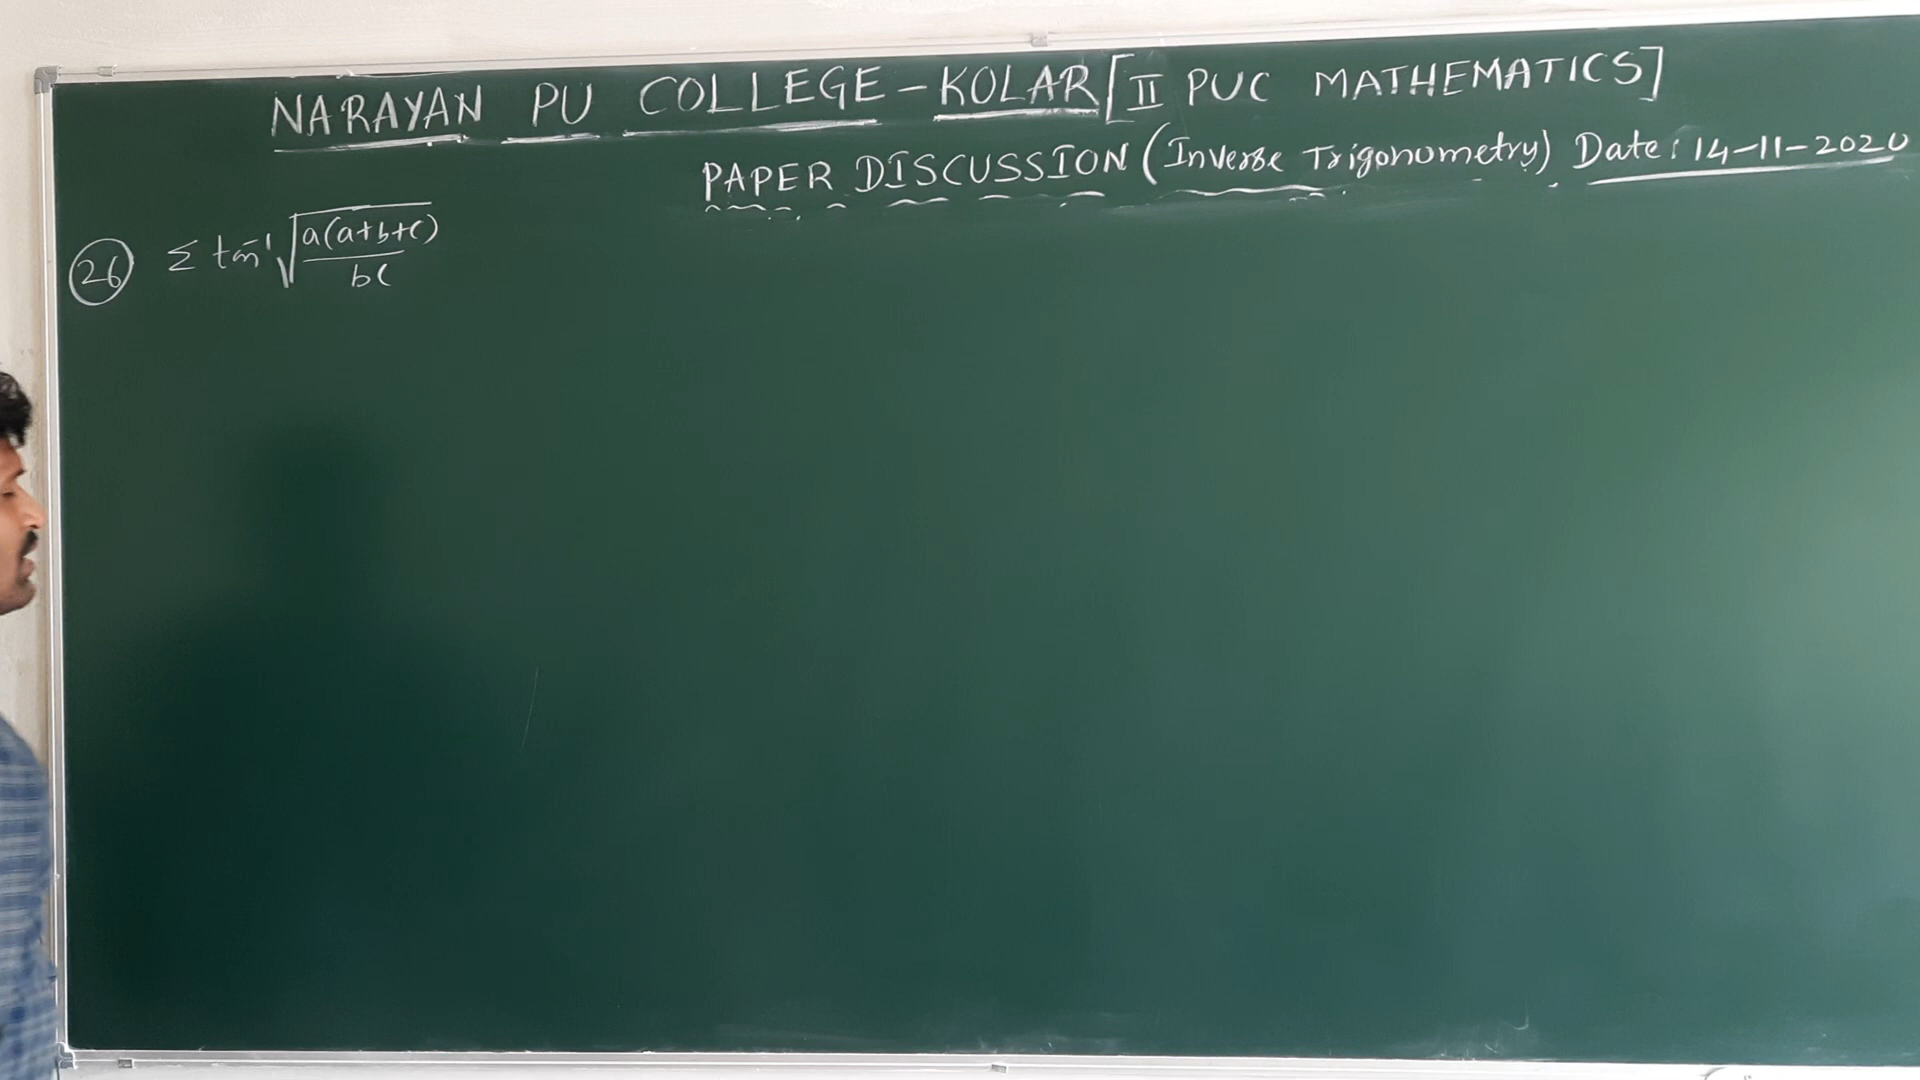 NARAYAN PU COLLEGE - KOLAR [II PUC MATHEMATICS]
PAPER DISCUSSION (Inverse Trigonometry) Date: 14-11-2020
26 Σ tan⁻¹ √(a(a+b+c)/bc)